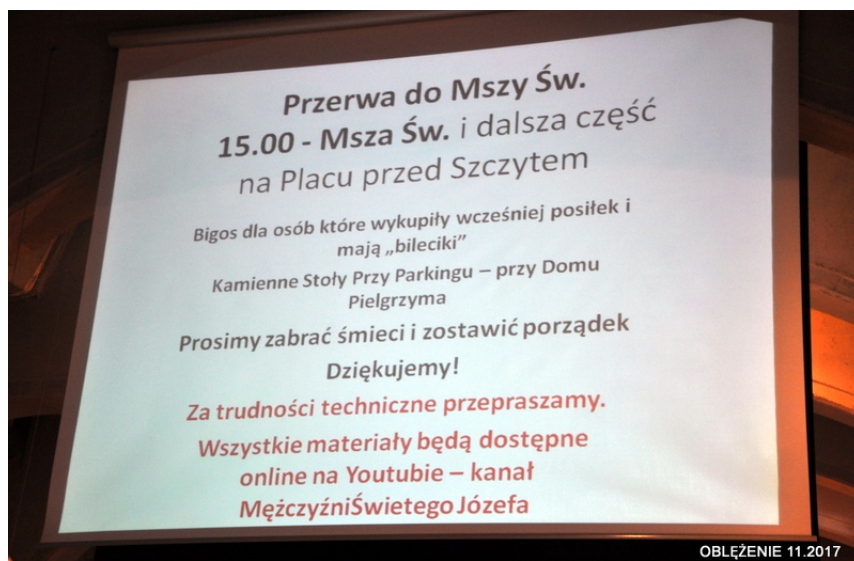 Przerwa do Mszy Św.
15.00 - Msza Św. i dalsza część
na Placu przed Szczytem
Bigos dla osób które wykupiły wcześniej posiłek i
mają „bileciki”
Kamienne Stoły Przy Parkingu – przy Domu
Pielgrzyma
Prosimy zabrać śmieci i zostawić porządek
Dziękujemy!
Za trudności techniczne przepraszamy.
Wszystkie materiały będą dostępne
online na Youtubie – kanał
MężczyźniŚwietegoJózefa
OBLĘŻENIE 11.2017